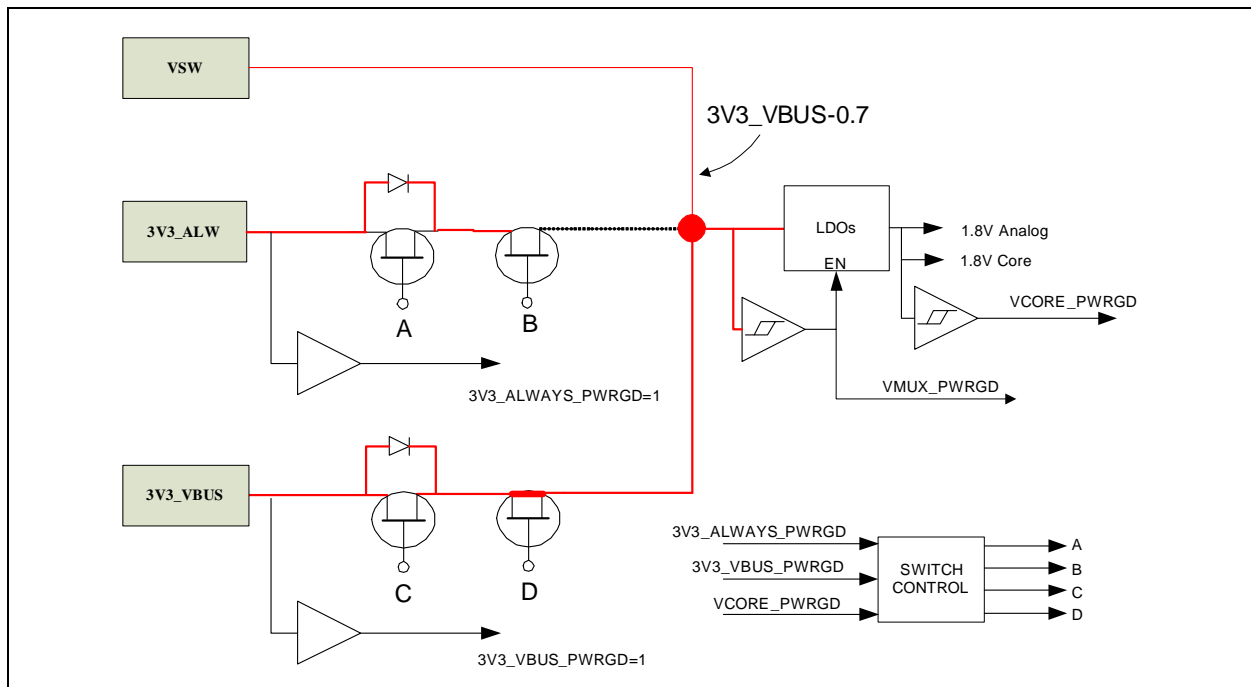 VSW
3V3_VBUS-0.7
3V3_ALW
A
B
3V3_ALWAYS_PWRGD=1
LDOs
EN
1.8V Analog
1.8V Core
VCORE_PWRGD
VMUX_PWRGD
3V3_VBUS
C
D
3V3_VBUS_PWRGD=1
3V3_ALWAYS_PWRGD
3V3_VBUS_PWRGD
VCORE_PWRGD
SWITCH
CONTROL
A
B
C
D